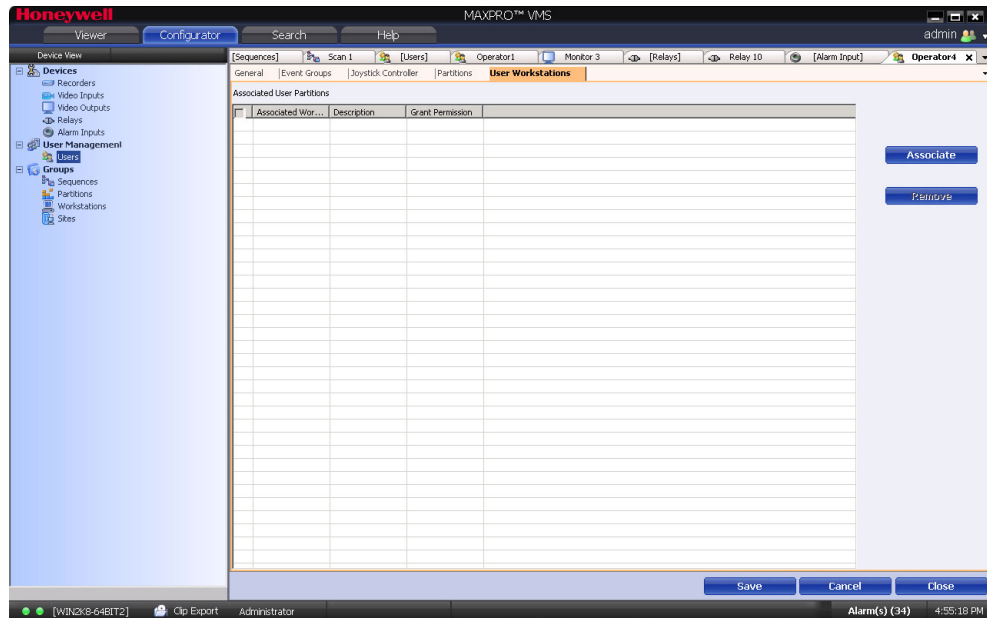 Honeywell
MAXPRO™ VMS
Viewer
Configurator
Search
Help
admin
Device View
[Sequences]
Scan 1
[Users]
Operator1
Monitor 3
[Relays]
Relay 10
[Alarm Input]
Operator4
General
Event Groups
Joystick Controller
Partitions
User Workstations
Devices
Recorders
Video Inputs
Video Outputs
Relays
Alarm Inputs
User Management
Users
Groups
Sequences
Partitions
Workstations
Sites
Associated User Partitions
Associated Wor...
Description
Grant Permission
Associate
Remove
Save
Cancel
Close
[WIN2K8-64BIT2]
Clip Export
Administrator
Alarm(s) (34)
4:55:18 PM